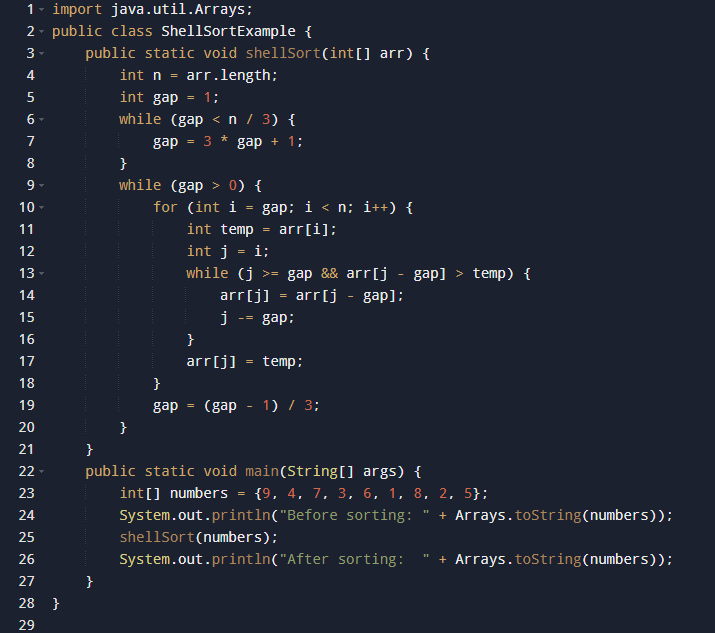 1 import java.util.Arrays;
2 public class ShellSortExample {
3     public static void shellSort(int[] arr) {
4         int n = arr.length;
5         int gap = 1;
6         while (gap < n / 3) {
7             gap = 3 * gap + 1;
8         }
9         while (gap > 0) {
10             for (int i = gap; i < n; i++) {
11                 int temp = arr[i];
12                 int j = i;
13                 while (j >= gap && arr[j - gap] > temp) {
14                     arr[j] = arr[j - gap];
15                     j -= gap;
16                 }
17                 arr[j] = temp;
18             }
19             gap = (gap - 1) / 3;
20         }
21     }
22     public static void main(String[] args) {
23         int[] numbers = {9, 4, 7, 3, 6, 1, 8, 2, 5};
24         System.out.println("Before sorting: " + Arrays.toString(numbers));
25         shellSort(numbers);
26         System.out.println("After sorting:  " + Arrays.toString(numbers));
27     }
28 }
29